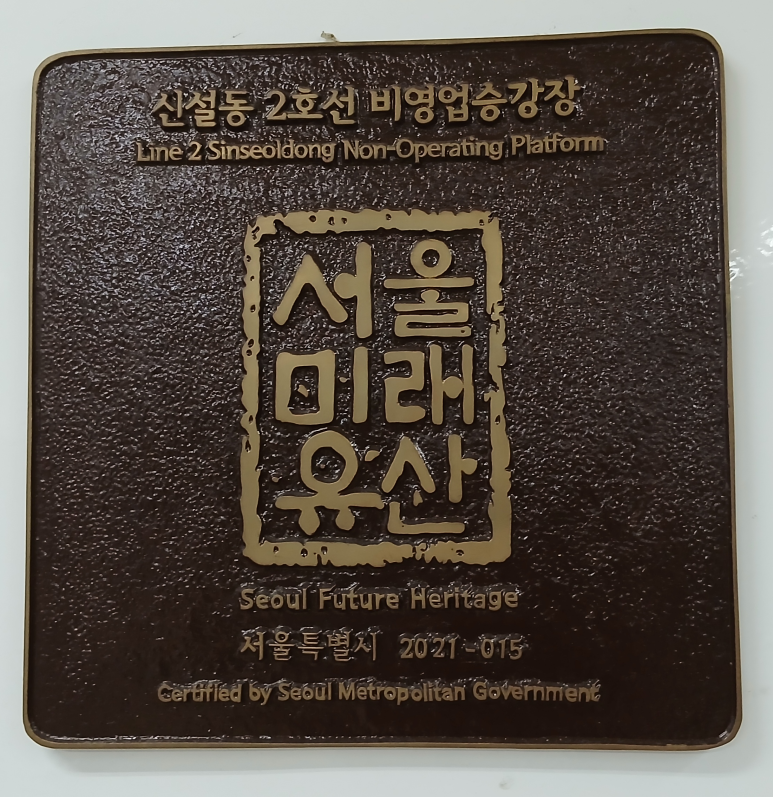 신설동 2호선 비영업승강장
Line 2 Sinseoldong Non-Operating Platform
서울
미래
유산
Seoul Future Heritage
서울특별시 2021-015
Certified by Seoul Metropolitan Government